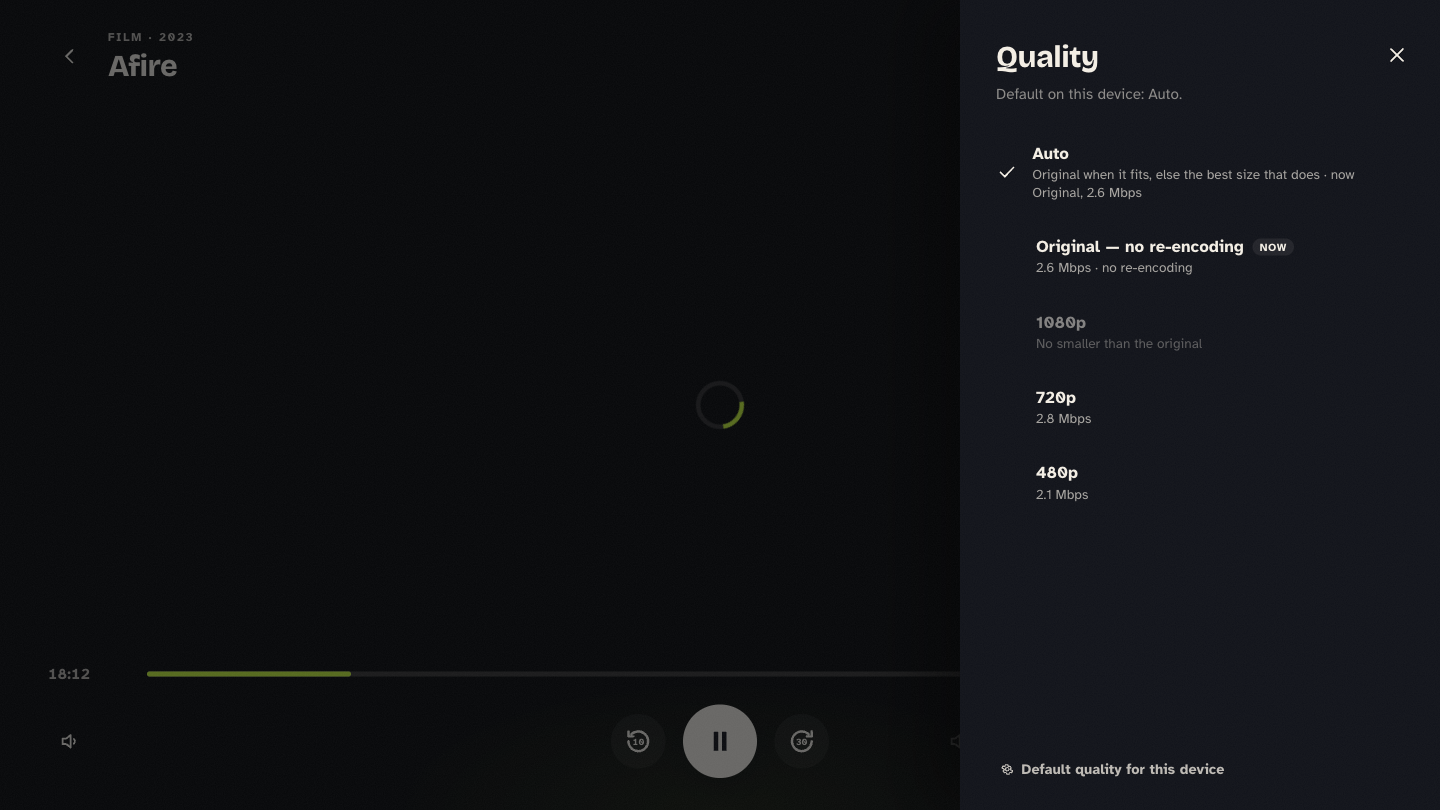 FILM · 2023
Afire
Quality
Default on this device: Auto.
Auto
Original when it fits, else the best size that does · now
Original, 2.6 Mbps
Original — no re-encoding NOW
2.6 Mbps · no re-encoding
1080p
No smaller than the original
720p
2.8 Mbps
480p
2.1 Mbps
18:12
10
30
Default quality for this device